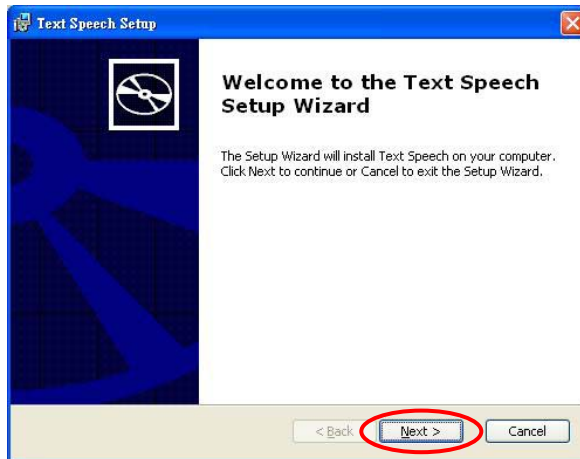 Text Speech Setup
Welcome to the Text Speech
Setup Wizard
The Setup Wizard will install Text Speech on your computer.
Click Next to continue or Cancel to exit the Setup Wizard.
< Back Next > Cancel